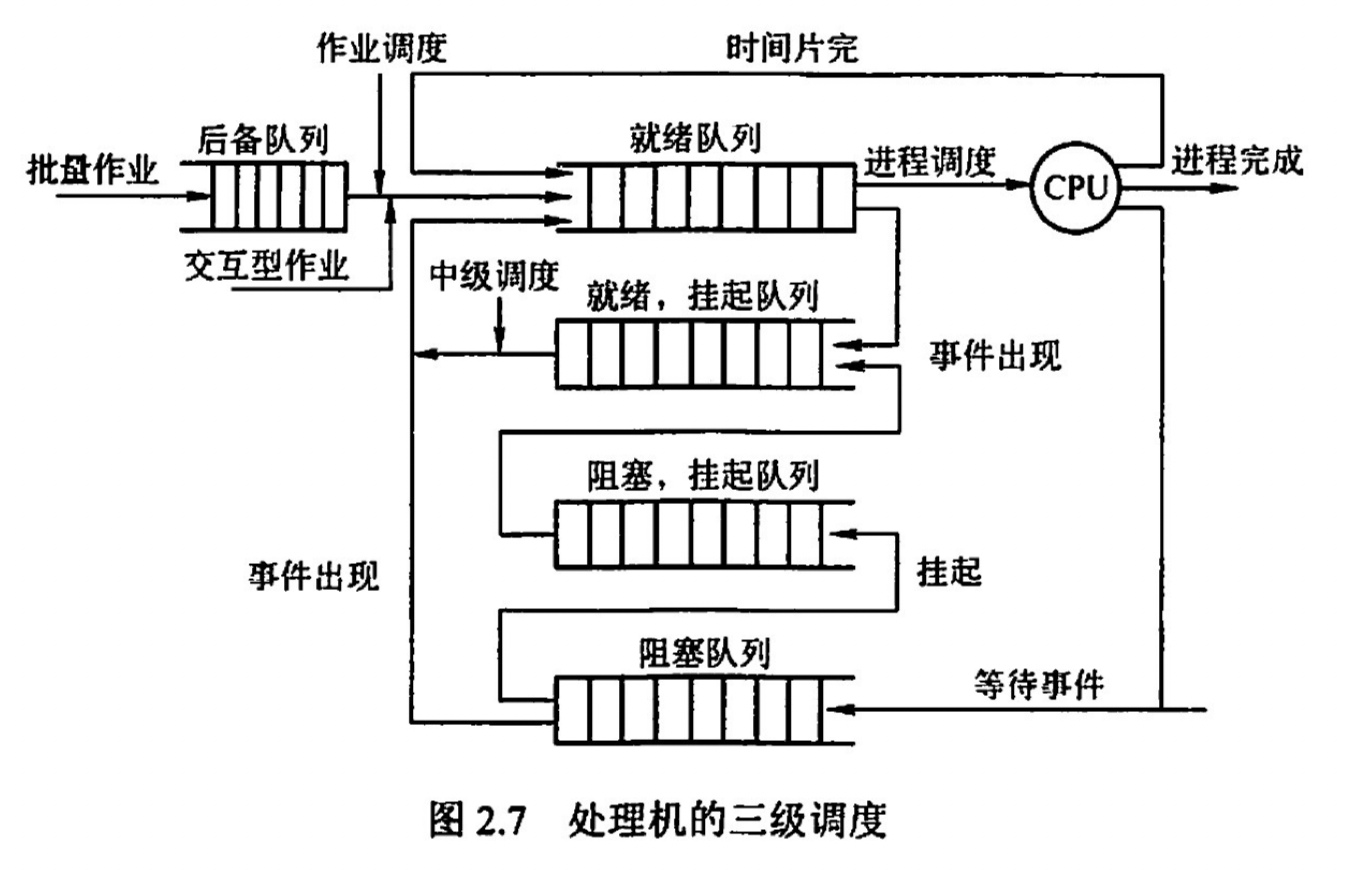 作业调度
时间片完
后备队列
就绪队列
批量作业
进程调度
CPU
进程完成
交互型作业
中级调度
就绪，挂起队列
事件出现
阻塞，挂起队列
事件出现
挂起
阻塞队列
等待事件
图 2.7 处理机的三级调度